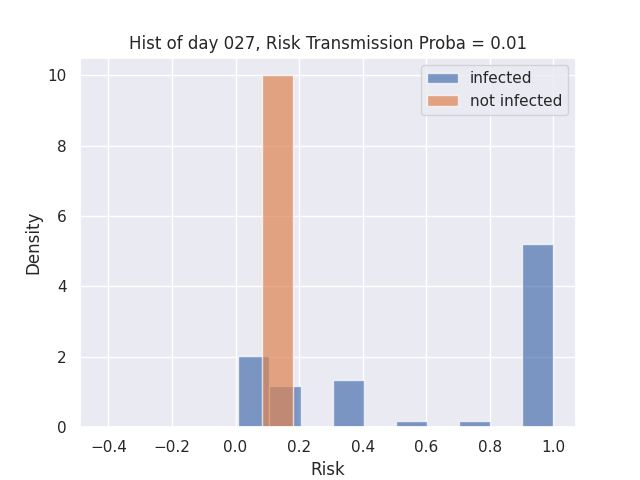 Hist of day 027, Risk Transmission Proba = 0.01
infected
not infected
10
8
6
4
2
0
Density
−0.4 −0.2 0.0 0.2 0.4 0.6 0.8 1.0
Risk